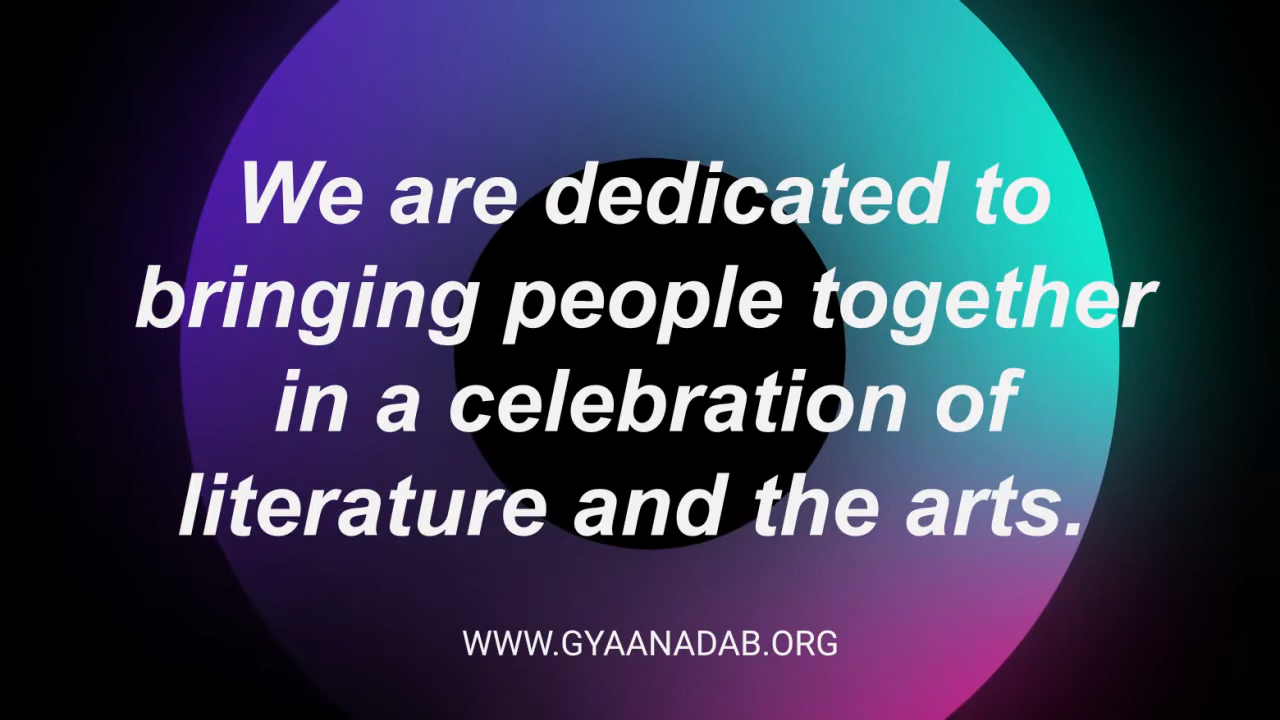 We are dedicated to
bringing people together
in a celebration of
literature and the arts.
WWW.GYAANADAB.ORG